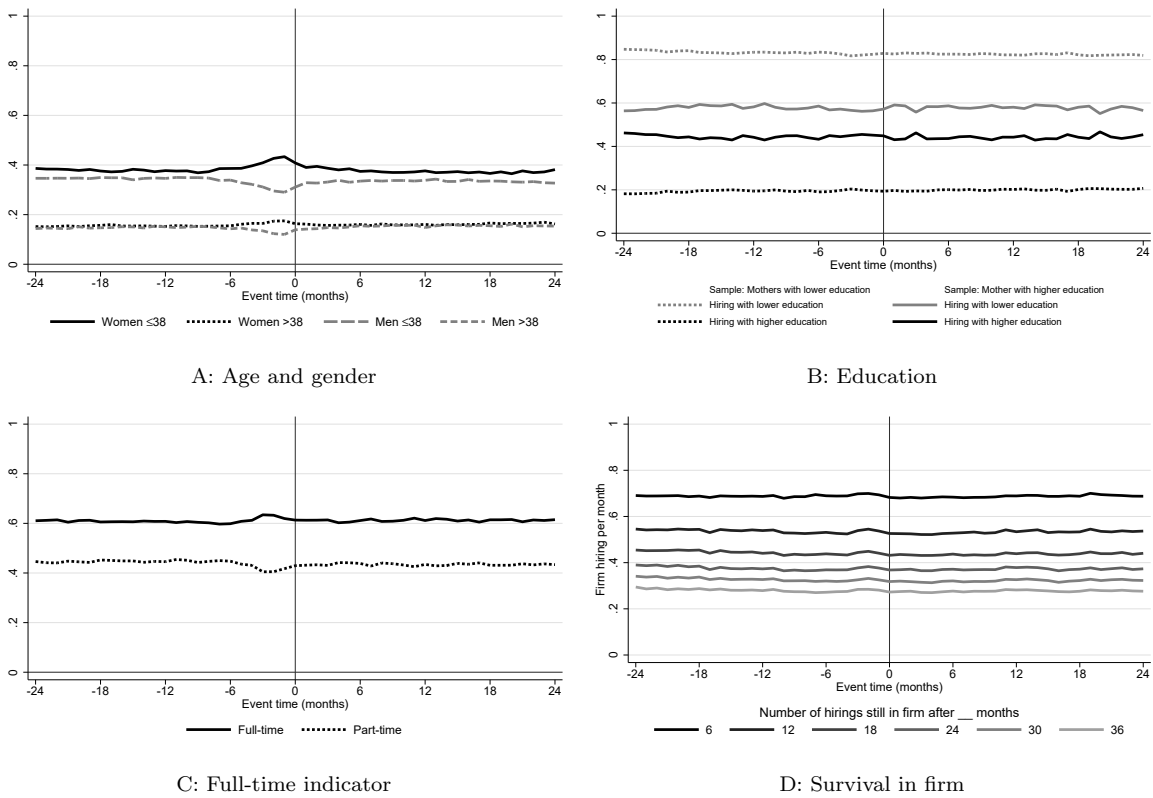 1
.8
.6
.4
.2
0
-24 -18 -12 -6 0 6 12 18 24
Event time (months)
Women ≤38 Women >38 Men ≤38 Men >38
A: Age and gender
1
.8
.6
.4
.2
0
-24 -18 -12 -6 0 6 12 18 24
Event time (months)
Sample: Mothers with lower education Sample: Mother with higher education
Hiring with lower education Hiring with lower education
Hiring with higher education Hiring with higher education
B: Education
1
.8
.6
.4
.2
0
-24 -18 -12 -6 0 6 12 18 24
Event time (months)
Full-time Part-time
C: Full-time indicator
Firm hiring per month
1
.8
.6
.4
.2
0
-24 -18 -12 -6 0 6 12 18 24
Event time (months)
Number of hirings still in firm after __ months
6 12 18 24 30 36
D: Survival in firm